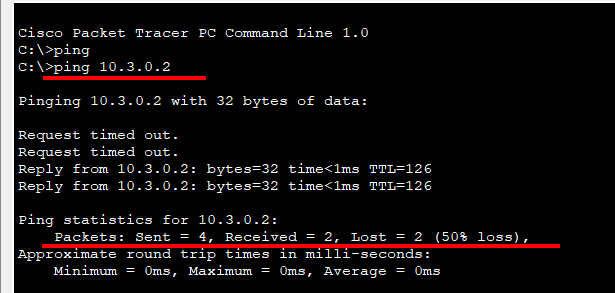 Cisco Packet Tracer PC Command Line 1.0
C:\>ping
C:\>ping 10.3.0.2
Pinging 10.3.0.2 with 32 bytes of data:
Request timed out.
Request timed out.
Reply from 10.3.0.2: bytes=32 time<1ms TTL=126
Reply from 10.3.0.2: bytes=32 time<1ms TTL=126
Ping statistics for 10.3.0.2:
Packets: Sent = 4, Received = 2, Lost = 2 (50% loss),
Approximate round trip times in milli-seconds:
Minimum = 0ms, Maximum = 0ms, Average = 0ms